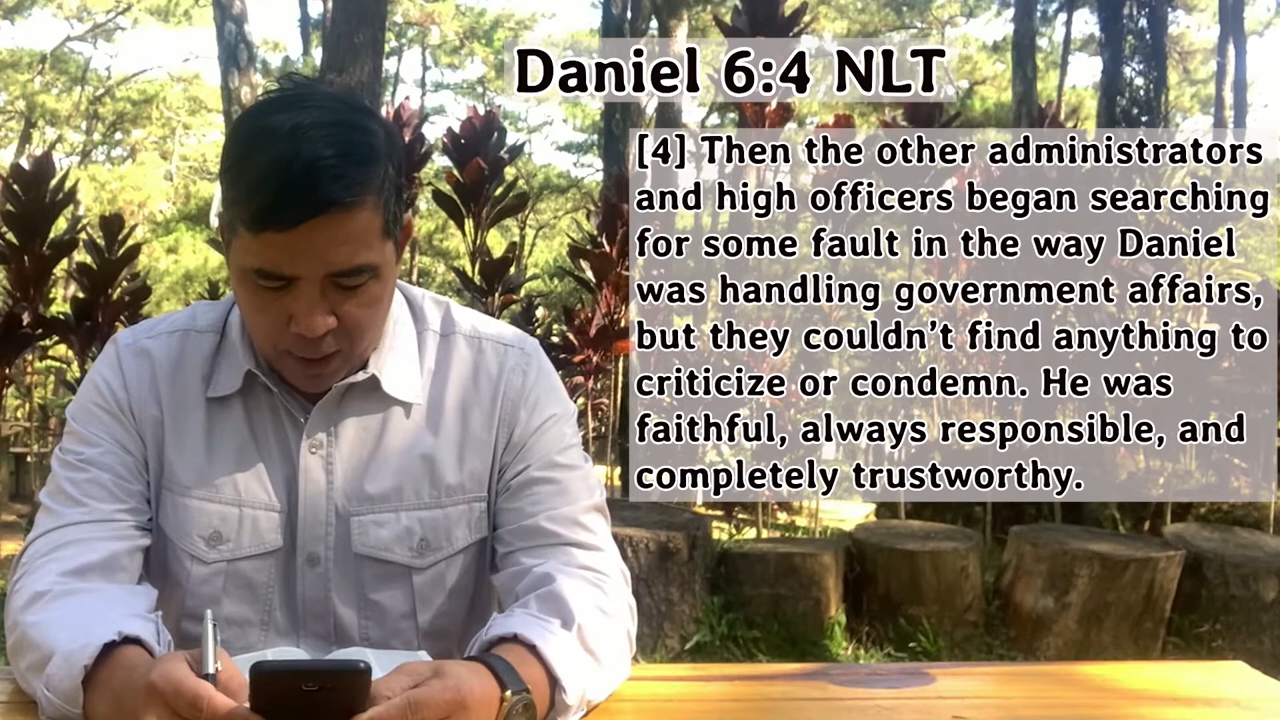 Daniel 6:4 NLT
[4] Then the other administrators
and high officers began searching
for some fault in the way Daniel
was handling government affairs,
but they couldn’t find anything to
criticize or condemn. He was
faithful, always responsible, and
completely trustworthy.